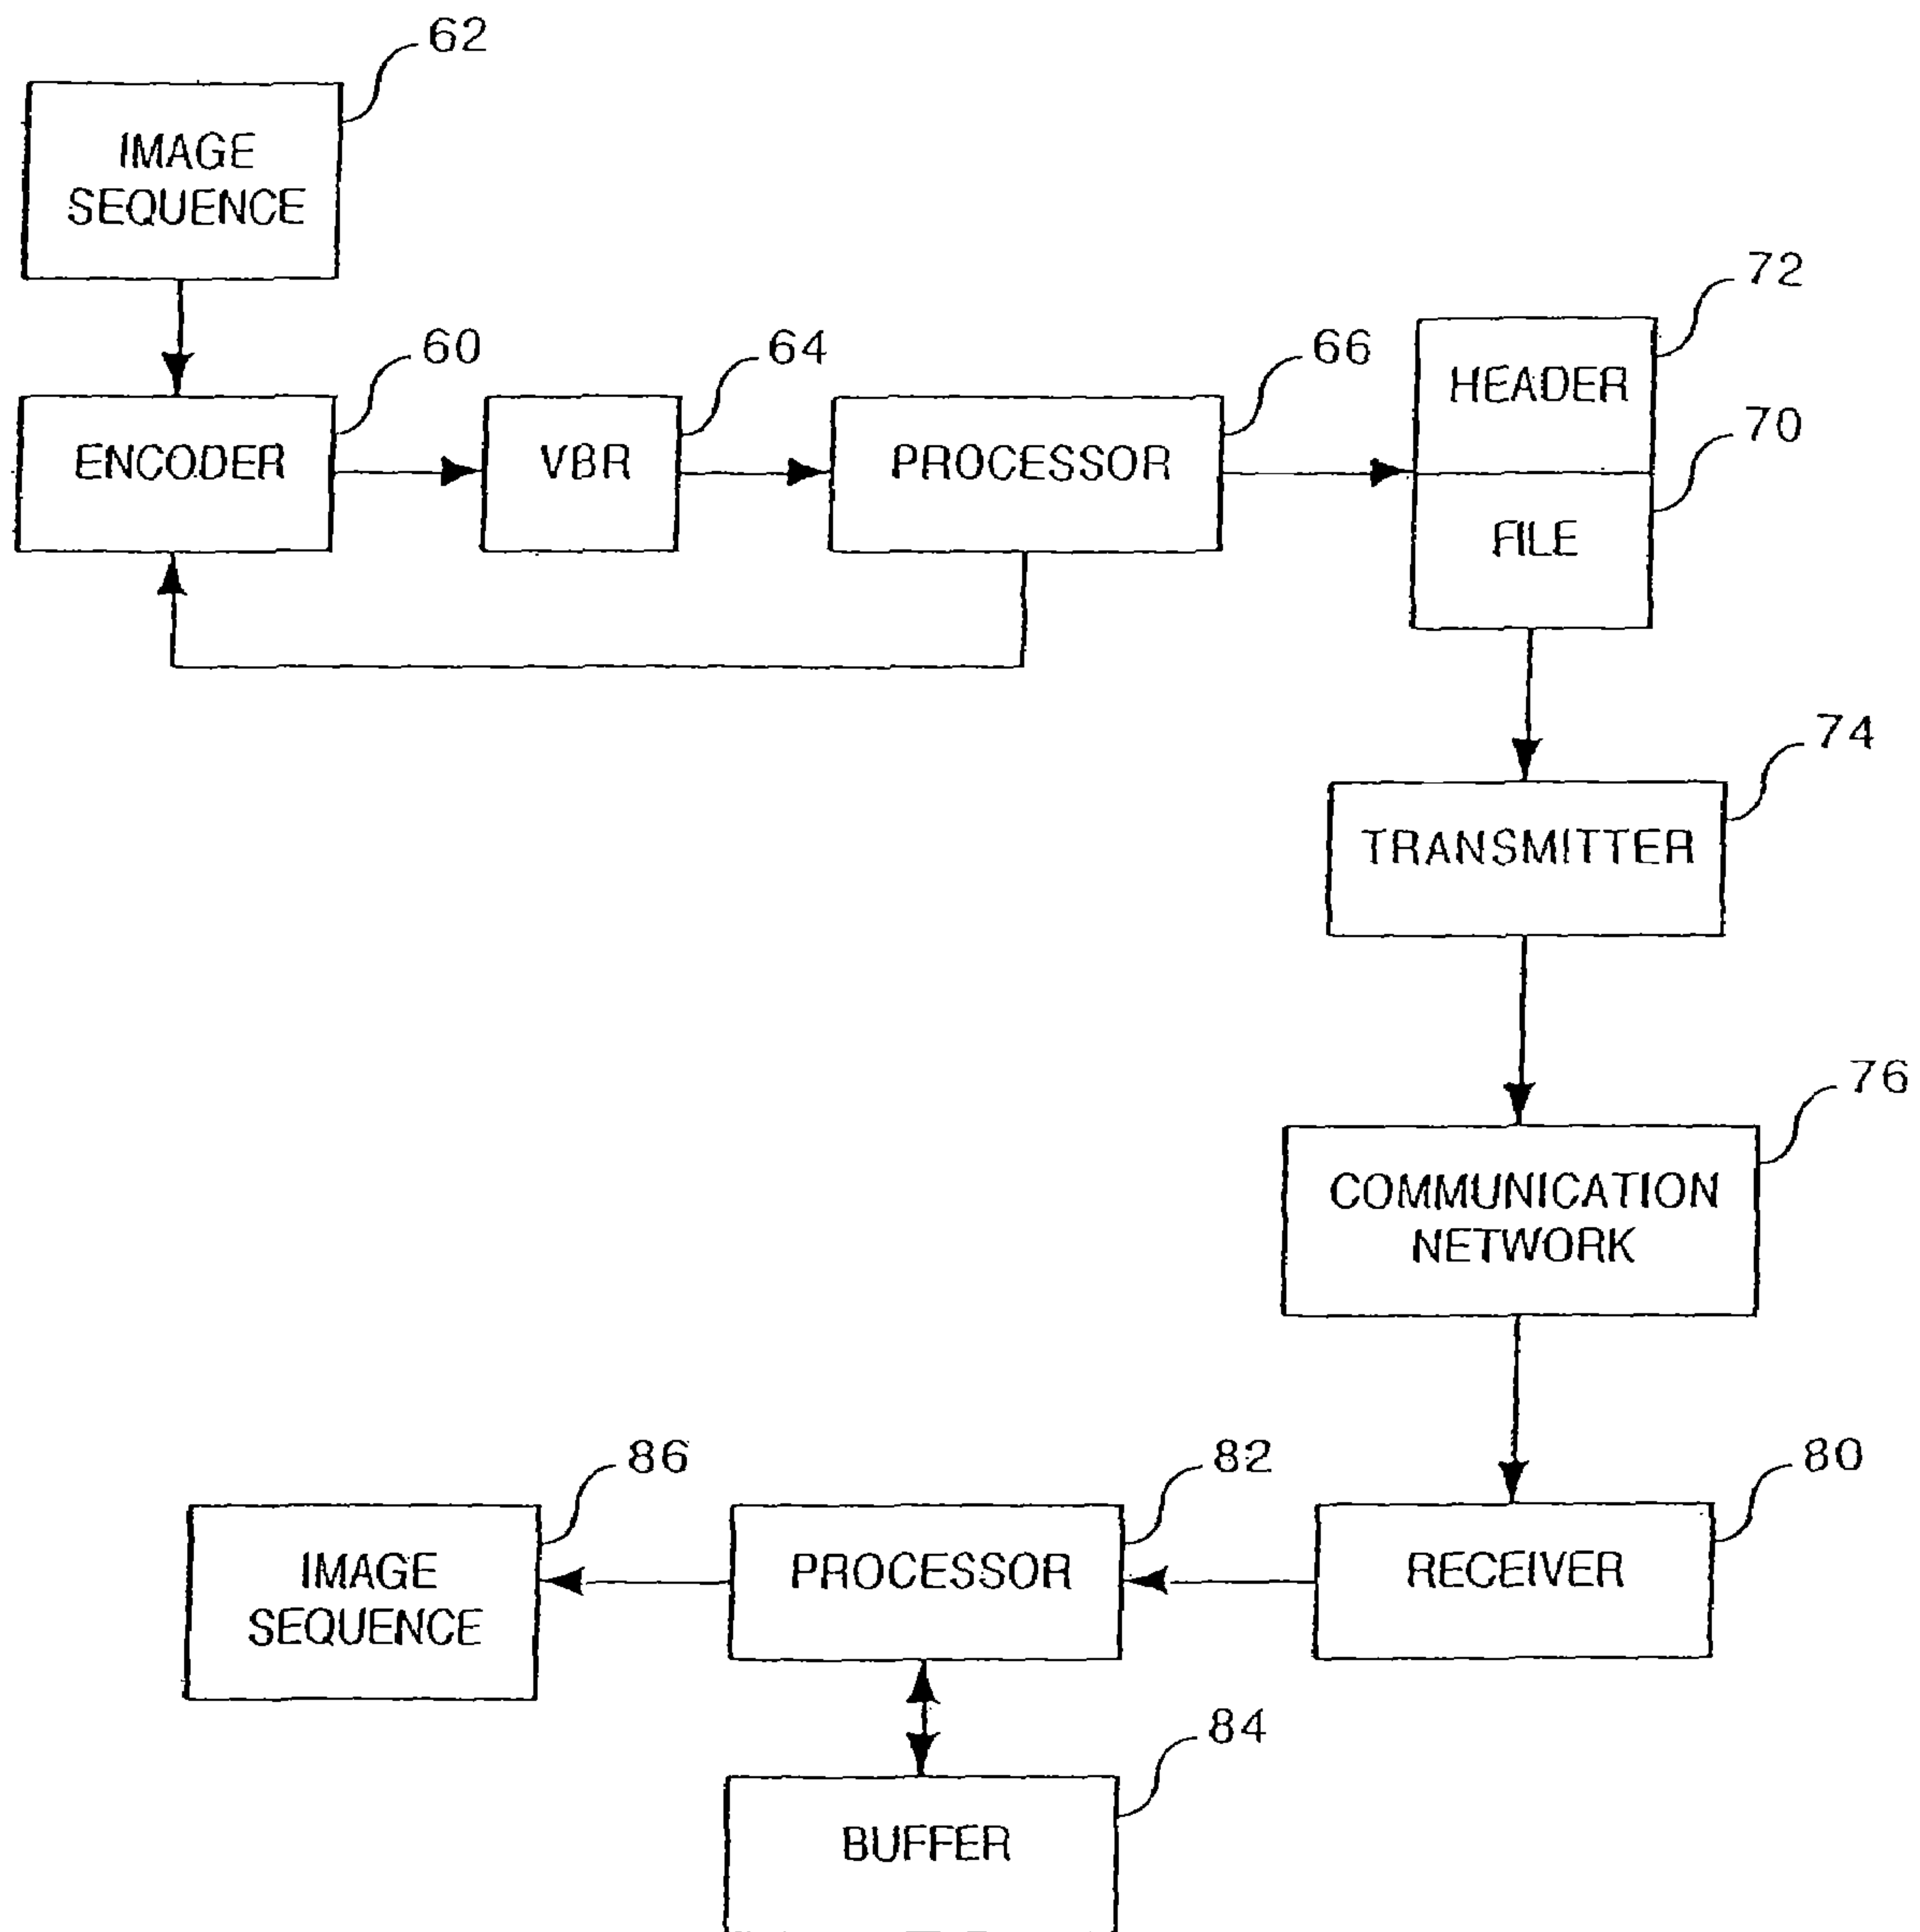 62
IMAGE
SEQUENCE
60
64
66
72
HEADER
70
ENCODER
VBR
PROCESSOR
FILE
74
TRANSMITTER
76
COMMUNICATION
NETWORK
86
82
80
IMAGE
SEQUENCE
PROCESSOR
RECEIVER
84
BUFFER